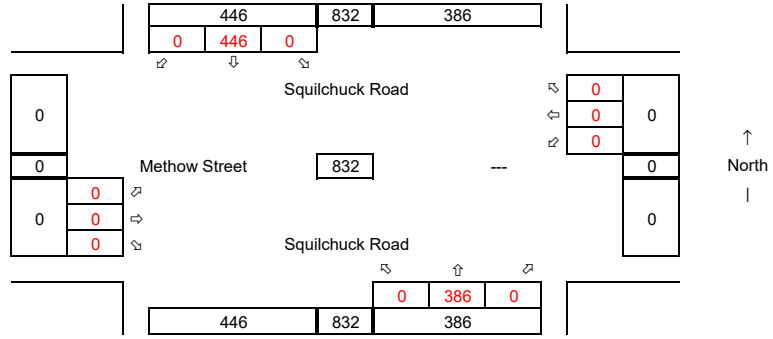 446 832 386
0 446 0
⬃ ⇩ ⬂
Squilchuck Road
⬁ 0
0 ⇦ 0 0
⬃ 0
↑
0 Methow Street 832 --- 0 North
|
0 ⬀
0 0 ⇨ 0
0 ⬂
Squilchuck Road
⬁ ⇧ ⬀
0 386 0
446 832 386